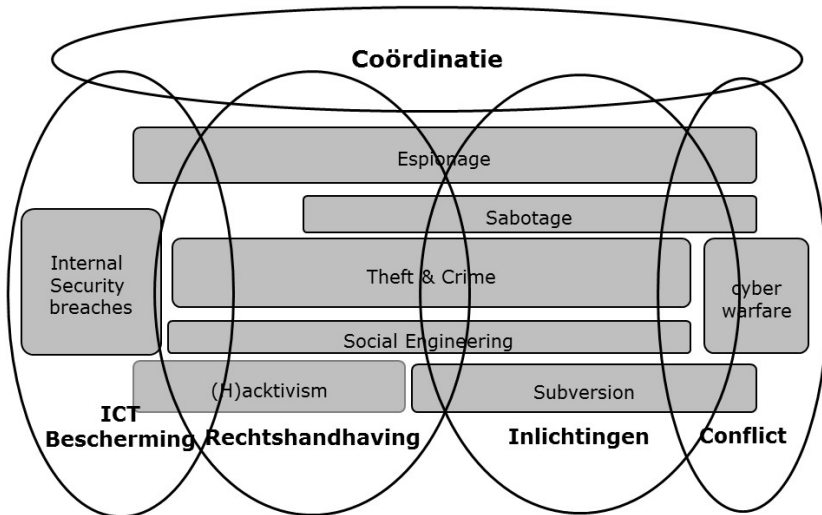 Coördinatie
Espionage
Sabotage
Internal
Security
breaches
Theft & Crime
cyber
warfare
Social Engineering
(H)acktivism
Subversion
ICT
Bescherming
Rechtshandhaving
Inlichtingen
Conflict